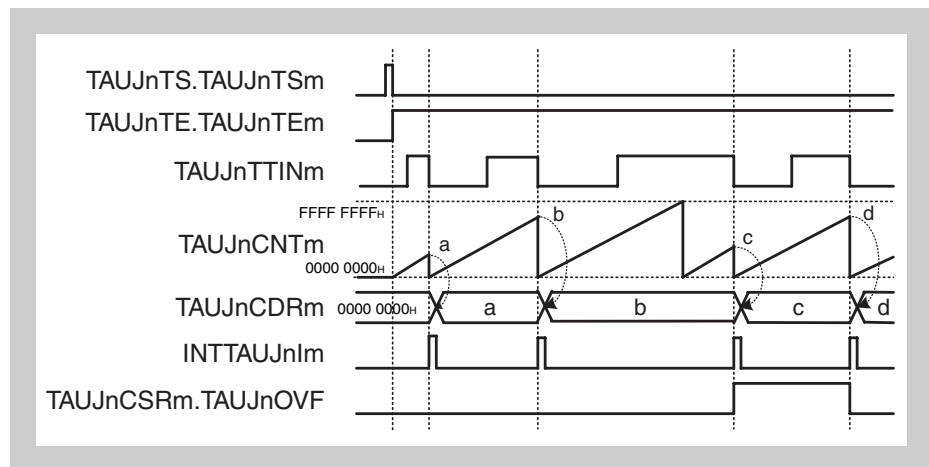 TAUJnTS.TAUJnTSm
TAUJnTE.TAUJnTEm
TAUJnTTINm
FFFF FFFFH
TAUJnCNTm
0000 0000H
a
b
c
d
TAUJnCDRm
0000 0000H
a
b
c
d
INTTAUJnIm
TAUJnCSRm.TAUJnOVF